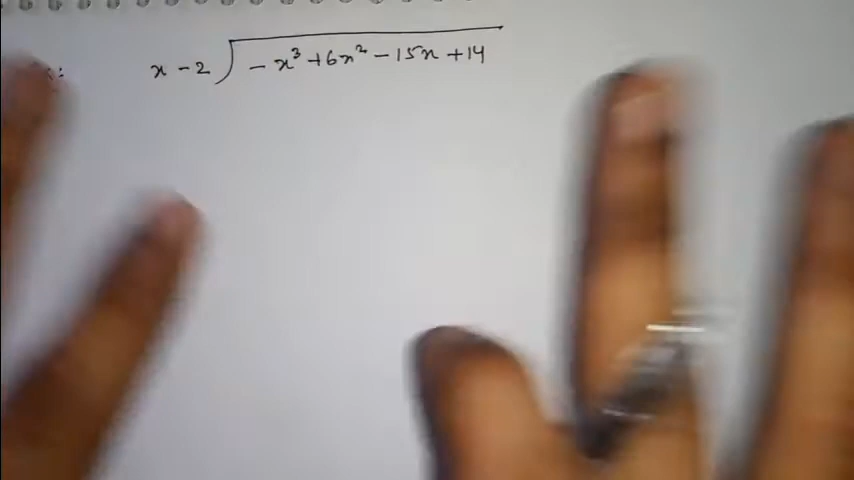 x - 2 ) - x³ + 6x² - 15x + 14